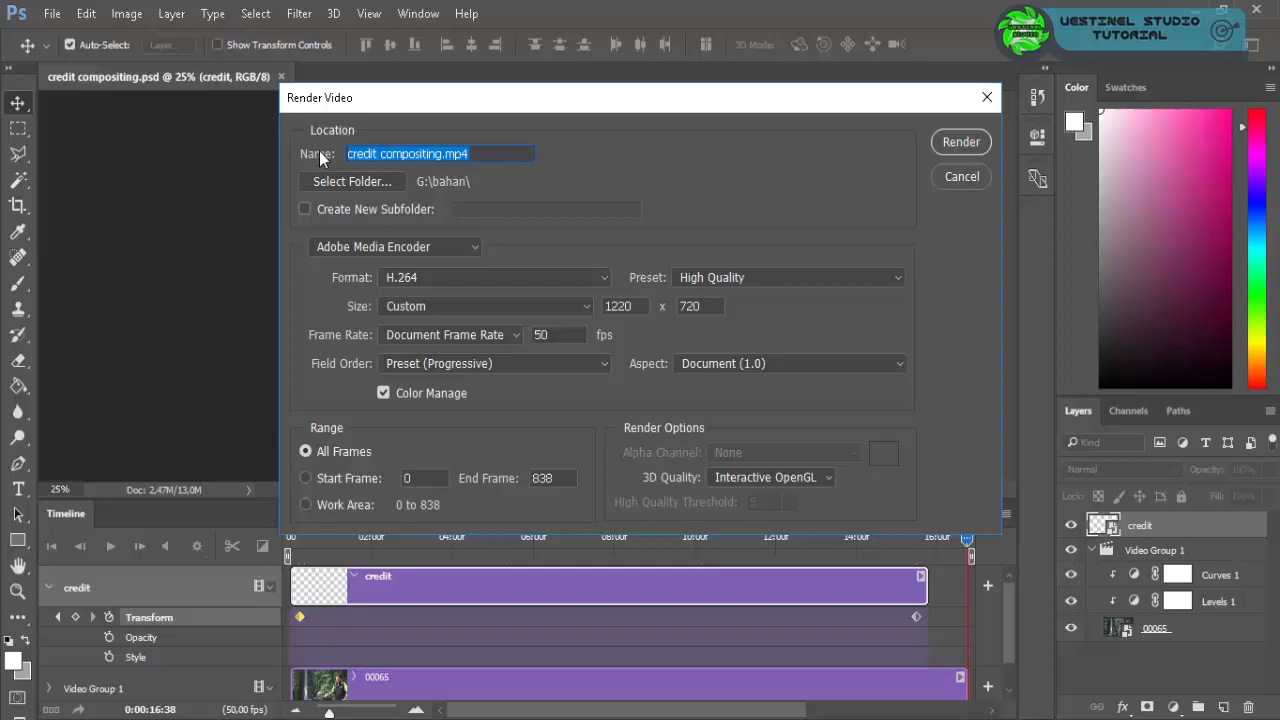 Ps File Edit Image Layer Type Select Filter 3D View Window Help
VESTINEL STUDIO
TUTORIAL
Auto-Select: Layer Show Transform Controls 3D Mode:
credit compositing.psd @ 25% (credit, RGB/8)
Render Video
Location
Name: credit compositing.mp4
Select Folder... G:\bahan\
Create New Subfolder:
Render
Cancel
Adobe Media Encoder
Format: H.264 Preset: High Quality
Size: Custom 1220 x 720
Frame Rate: Document Frame Rate 50 fps
Field Order: Preset (Progressive) Aspect: Document (1.0)
Color Manage
Range
All Frames
Start Frame: 0 End Frame: 838
Work Area: 0 to 838
Render Options
Alpha Channel: None
3D Quality: Interactive OpenGL
High Quality Threshold: 5
Color Swatches
Layers Channels Paths
Kind
Normal Opacity: 100%
Lock: Fill: 100%
credit
Video Group 1
Curves 1
Levels 1
00065
25% Doc: 2,47M/13,0M
Timeline
00 02:00f 04:00f 06:00f 08:00f 10:00f 12:00f 14:00f 16:00f
credit
credit
Transform
Opacity
Style
Video Group 1
00065
0:00:16:38 (50,00 fps)